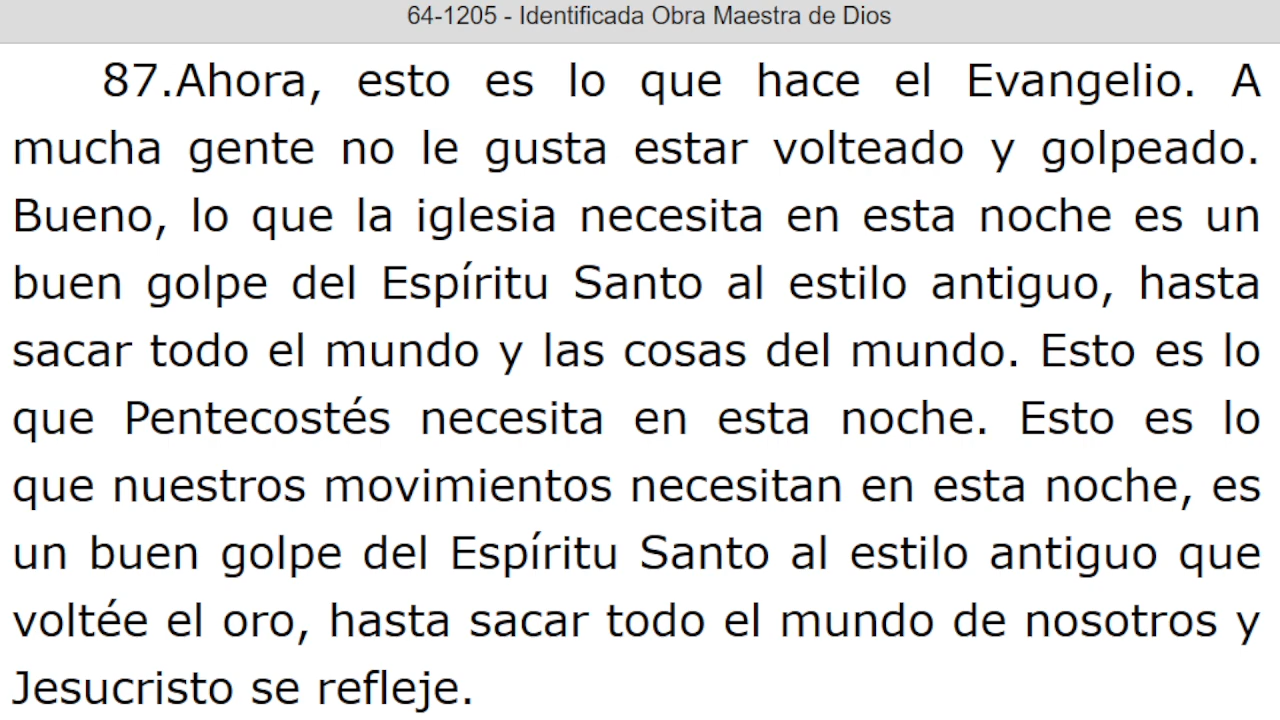 64-1205 - Identificada Obra Maestra de Dios
87.Ahora, esto es lo que hace el Evangelio. A
mucha gente no le gusta estar volteado y golpeado.
Bueno, lo que la iglesia necesita en esta noche es un
buen golpe del Espíritu Santo al estilo antiguo, hasta
sacar todo el mundo y las cosas del mundo. Esto es lo
que Pentecostés necesita en esta noche. Esto es lo
que nuestros movimientos necesitan en esta noche, es
un buen golpe del Espíritu Santo al estilo antiguo que
voltée el oro, hasta sacar todo el mundo de nosotros y
Jesucristo se refleje.